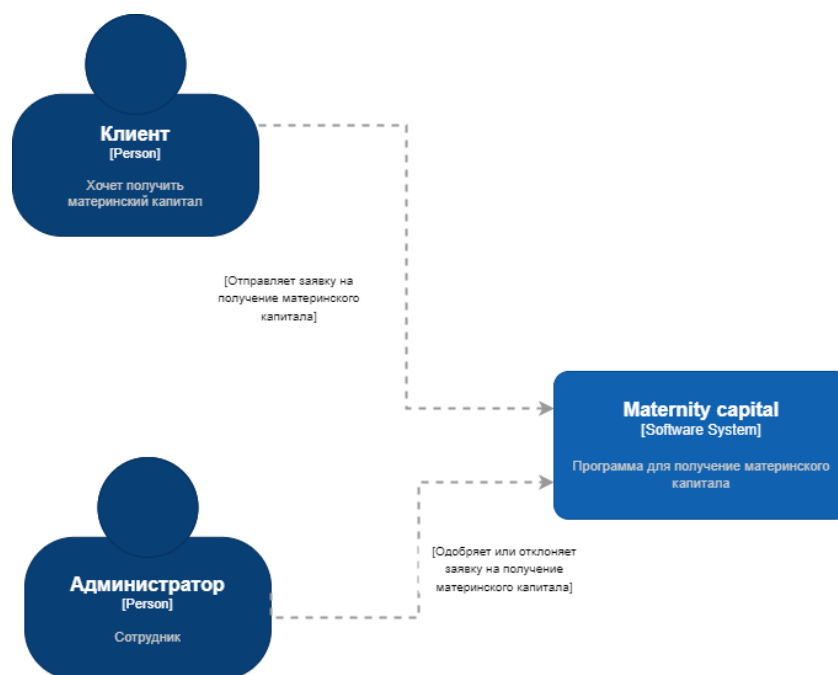 Клиент
[Person]
Хочет получить
материнский капитал
[Отправляет заявку на
получение материнского
капитала]
Maternity capital
[Software System]
Программа для получение материнского
капитала
Администратор
[Person]
Сотрудник
[Одобряет или отклоняет
заявку на получение
материнского капитала]